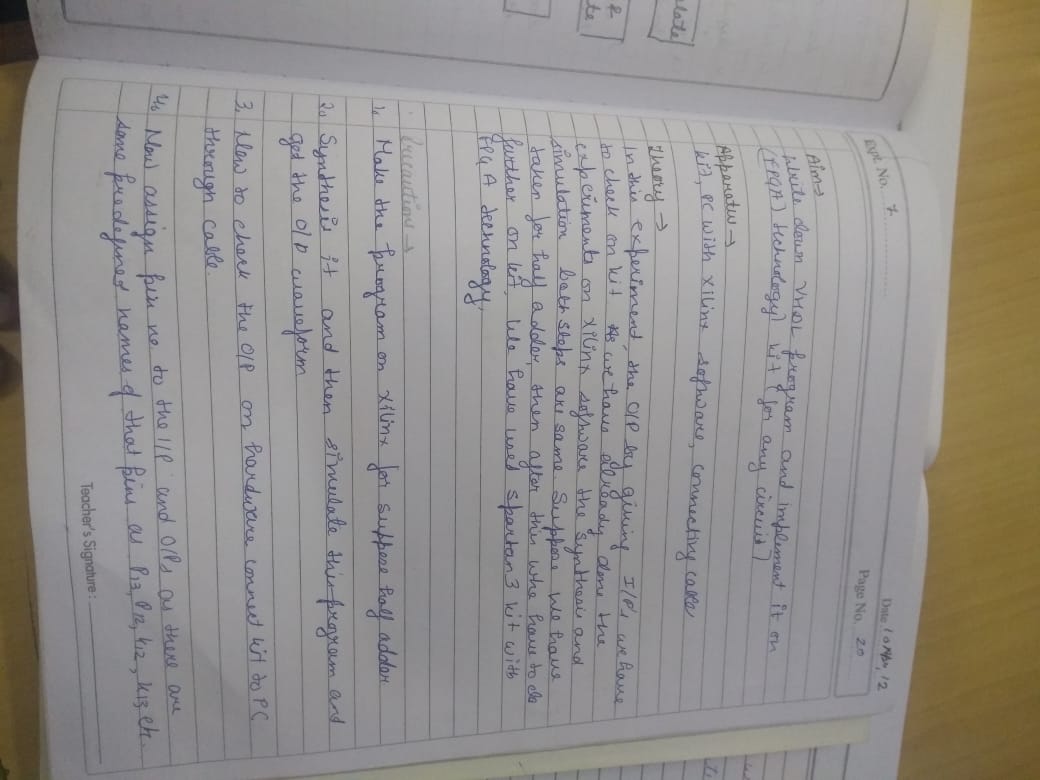 Expt. No. 7
Date 10 Apr, 12
Page No. 20
Aim→
Write down VHDL program and implement it on
(FPGA) technology) kit (for any circuit)
Apparatus →
kit, PC with xilinx software, connecting cable
Theory →
In this experiment, the O/P by giving I/P's, we have
to check on kit As we have already done the
experiments on xilinx software the synthesis and
simulation both steps are same. Suppose we have
taken for half adder, then after this whe have to do
further on kit. We have used spartan 3 kit with
FPGA technology.
Precaution →
1. Make the program on xilinx for suppose half adder
2. Synthesis it and then simulate this program and
got the O/P waveform
3. Now to check the O/P on hardware connect kit to PC
through cable.
4. Now assign pin no to the I/P and O/Ps as there are
some predefined names of that pins as P13, P12, K12, K13 etc.
Teacher's Signature :